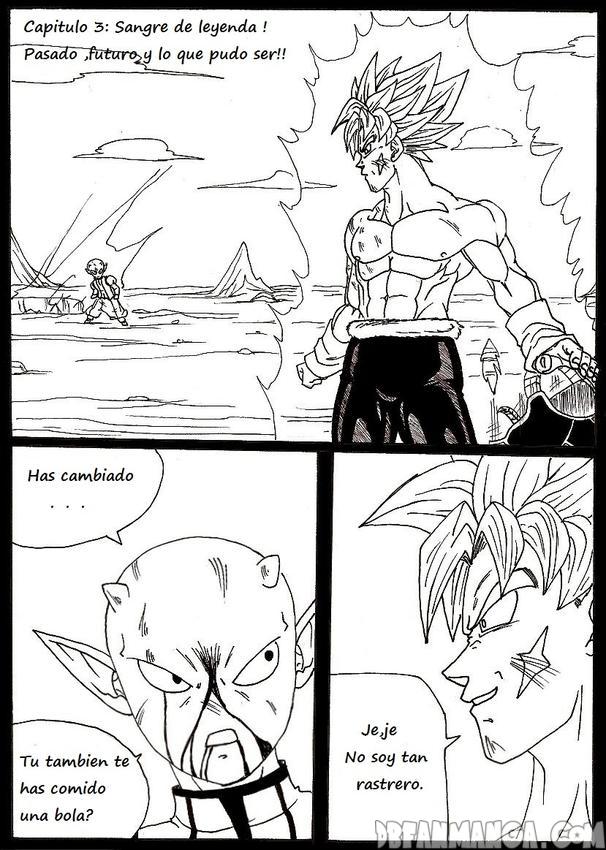 Capitulo 3: Sangre de leyenda !
Pasado ,futuro y lo que pudo ser!!
Has cambiado
. . .
Tu tambien te
has comido
una bola?
Je,je
No soy tan
rastrero.
DBFANMANGA.COM